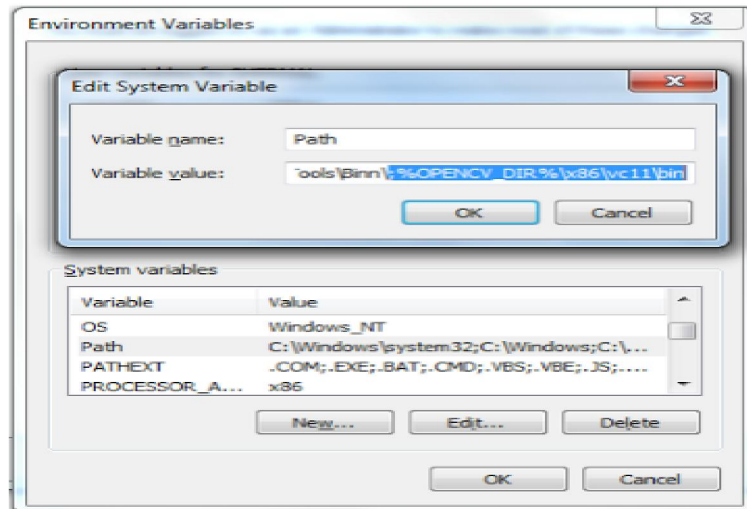 Environment Variables
Edit System Variable
Variable name:
Path
Variable value:
ools\Binn\;%OPENCV_DIR%\x86\vc11\bin
OK
Cancel
System variables
Variable
Value
OS
Windows_NT
Path
C:\Windows\system32;C:\Windows;C:\,...
PATHEXT
.COM;.EXE;.BAT;.CMD;.VBS;.VBE;.JS;....
PROCESSOR_A...
x86
New...
Edit...
Delete
OK
Cancel